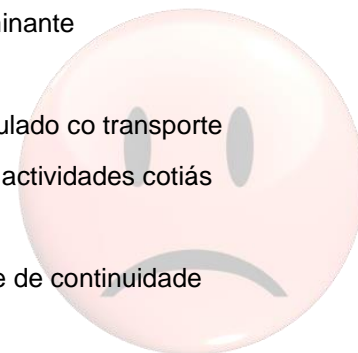 inante
ulado co transporte
actividades cotiás
e de continuidade